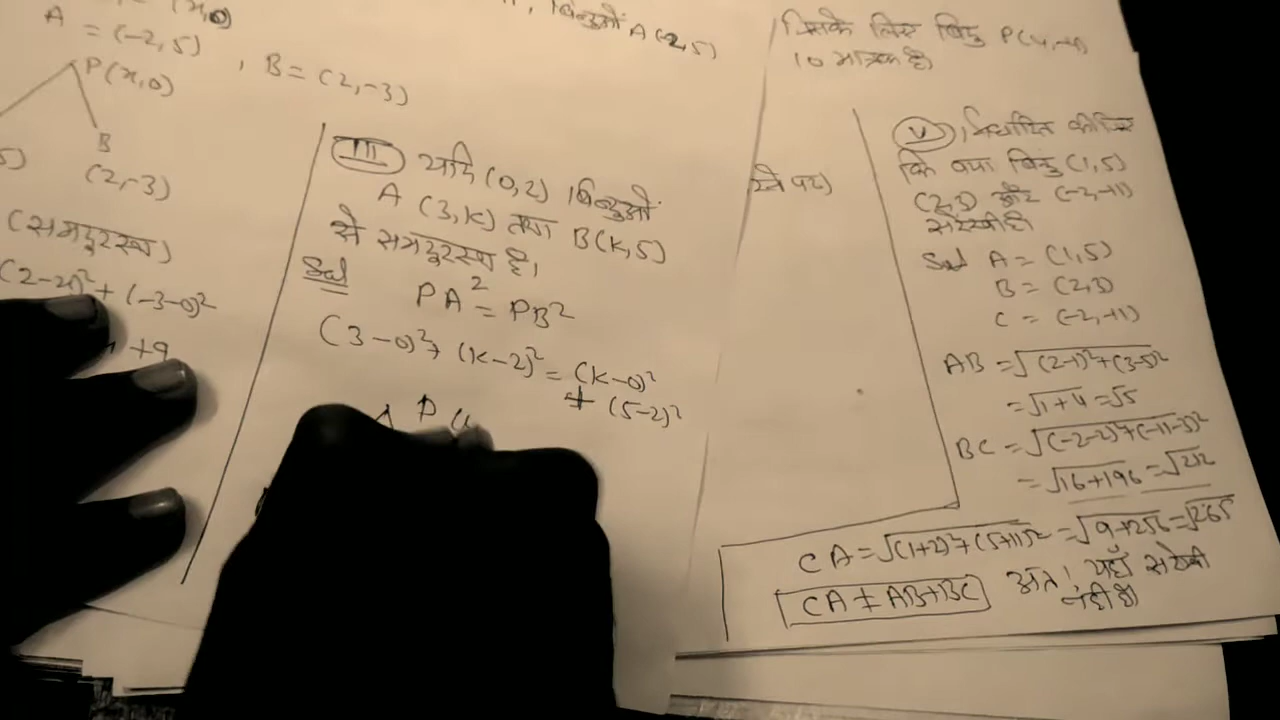 A = (-2,5)
, B = (2,-3)
P(x,0)
B
(2,-3)
(समदूरस्थ)
(2-x)² + (-3-0)²
+9
बिन्दुओं A(-2,5)
III यदि (0,2) बिन्दुओं
A (3,K) तथा B(K,5)
से समदूरस्थ है।
Sol
PA² = PB²
(3-0)² + (K-2)² = (K-0)²
+ (5-2)²
A P
जिसके लिए बिंदु
10 मात्रक है।
V निर्धारित कीजिए
कि क्या बिंदु (1,5)
(2,3) और (-2,-11)
संरेखी है।
Sol A = (1,5)
B = (2,3)
C = (-2,-11)
AB = √(2-1)²+(3-5)²
= √1+4 = √5
BC = √(-2-2)²+(-11-3)²
= √16+196 = √212
CA = √(1+2)²+(5+11)² = √9+256 = √265
CA ≠ AB+BC
नहीं है